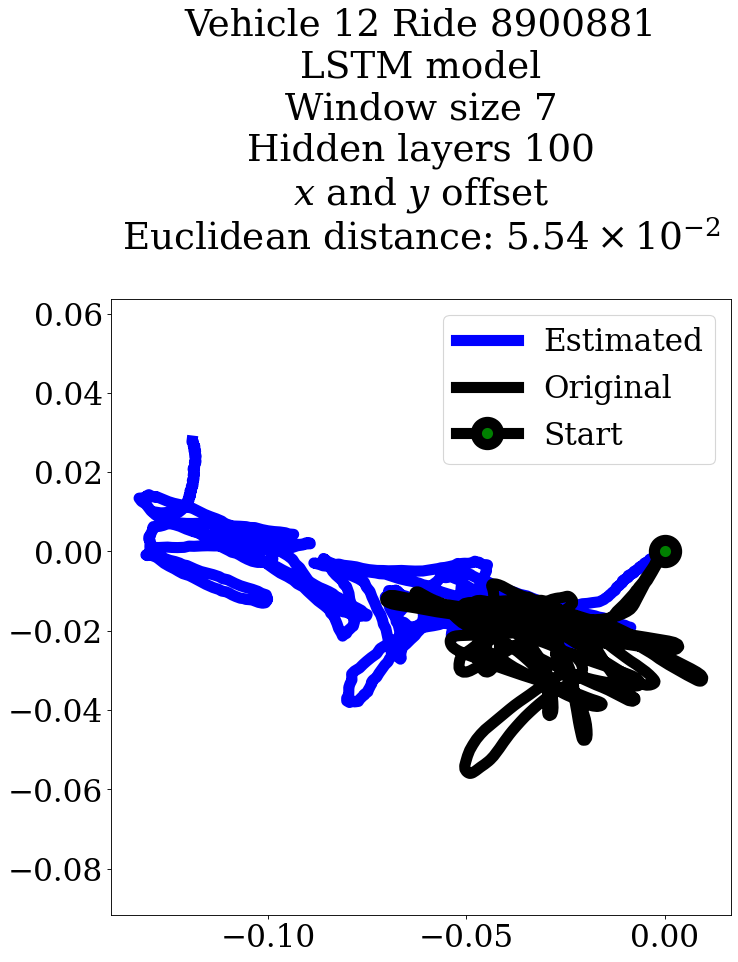 Vehicle 12 Ride 8900881
LSTM model
Window size 7
Hidden layers 100
x and y offset
Euclidean distance: 5.54 × 10⁻²
Estimated
Original
Start
0.06
0.04
0.02
0.00
−0.02
−0.04
−0.06
−0.08
−0.10 −0.05 0.00